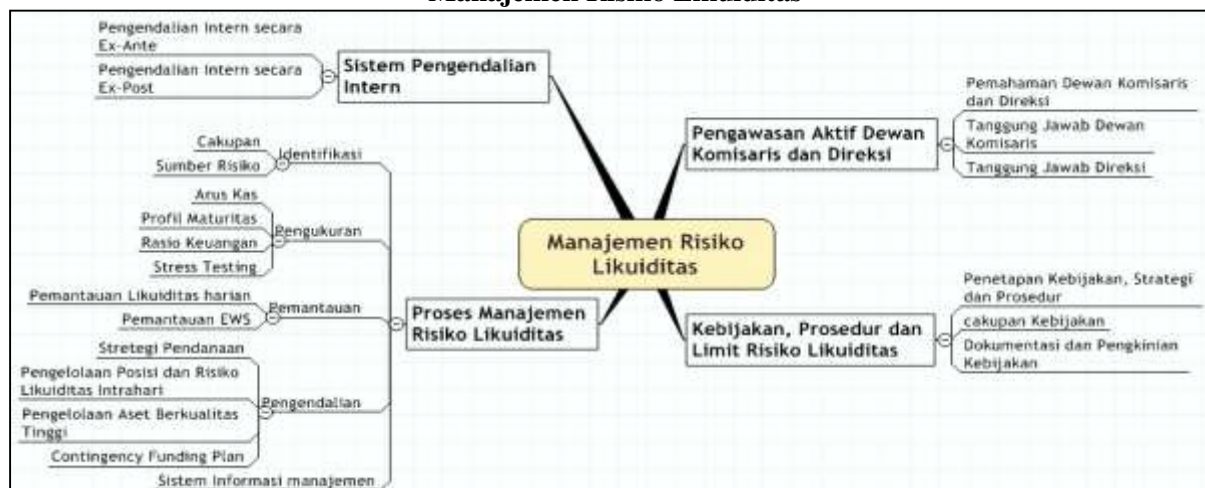 Manajemen Risiko Likuiditas
Pengendalian Intern secara
Ex-Ante
Pengendalian Intern secara
Ex-Post
Sistem Pengendalian
Intern
Cakupan
Sumber Risiko
Identifikasi
Arus Kas
Profil Maturitas
Rasio Keuangan
Stress Testing
Pengukuran
Pemantauan Likuiditas harian
Pemantauan EWS
Pemantauan
Stretegi Pendanaan
Pengelolaan Posisi dan Risiko
Likuiditas Intrahari
Pengelolaan Aset Berkualitas
Tinggi
Contingency Funding Plan
Pengendalian
Sistem Informasi manajemen
Proses Manajemen
Risiko Likuiditas
Manajemen Risiko
Likuiditas
Pengawasan Aktif Dewan
Komisaris dan Direksi
Pemahaman Dewan Komisaris
dan Direksi
Tanggung Jawab Dewan
Komisaris
Tanggung Jawab Direksi
Kebijakan, Prosedur dan
Limit Risiko Likuiditas
Penetapan Kebijakan, Strategi
dan Prosedur
cakupan Kebijakan
Dokumentasi dan Pengkinian
Kebijakan